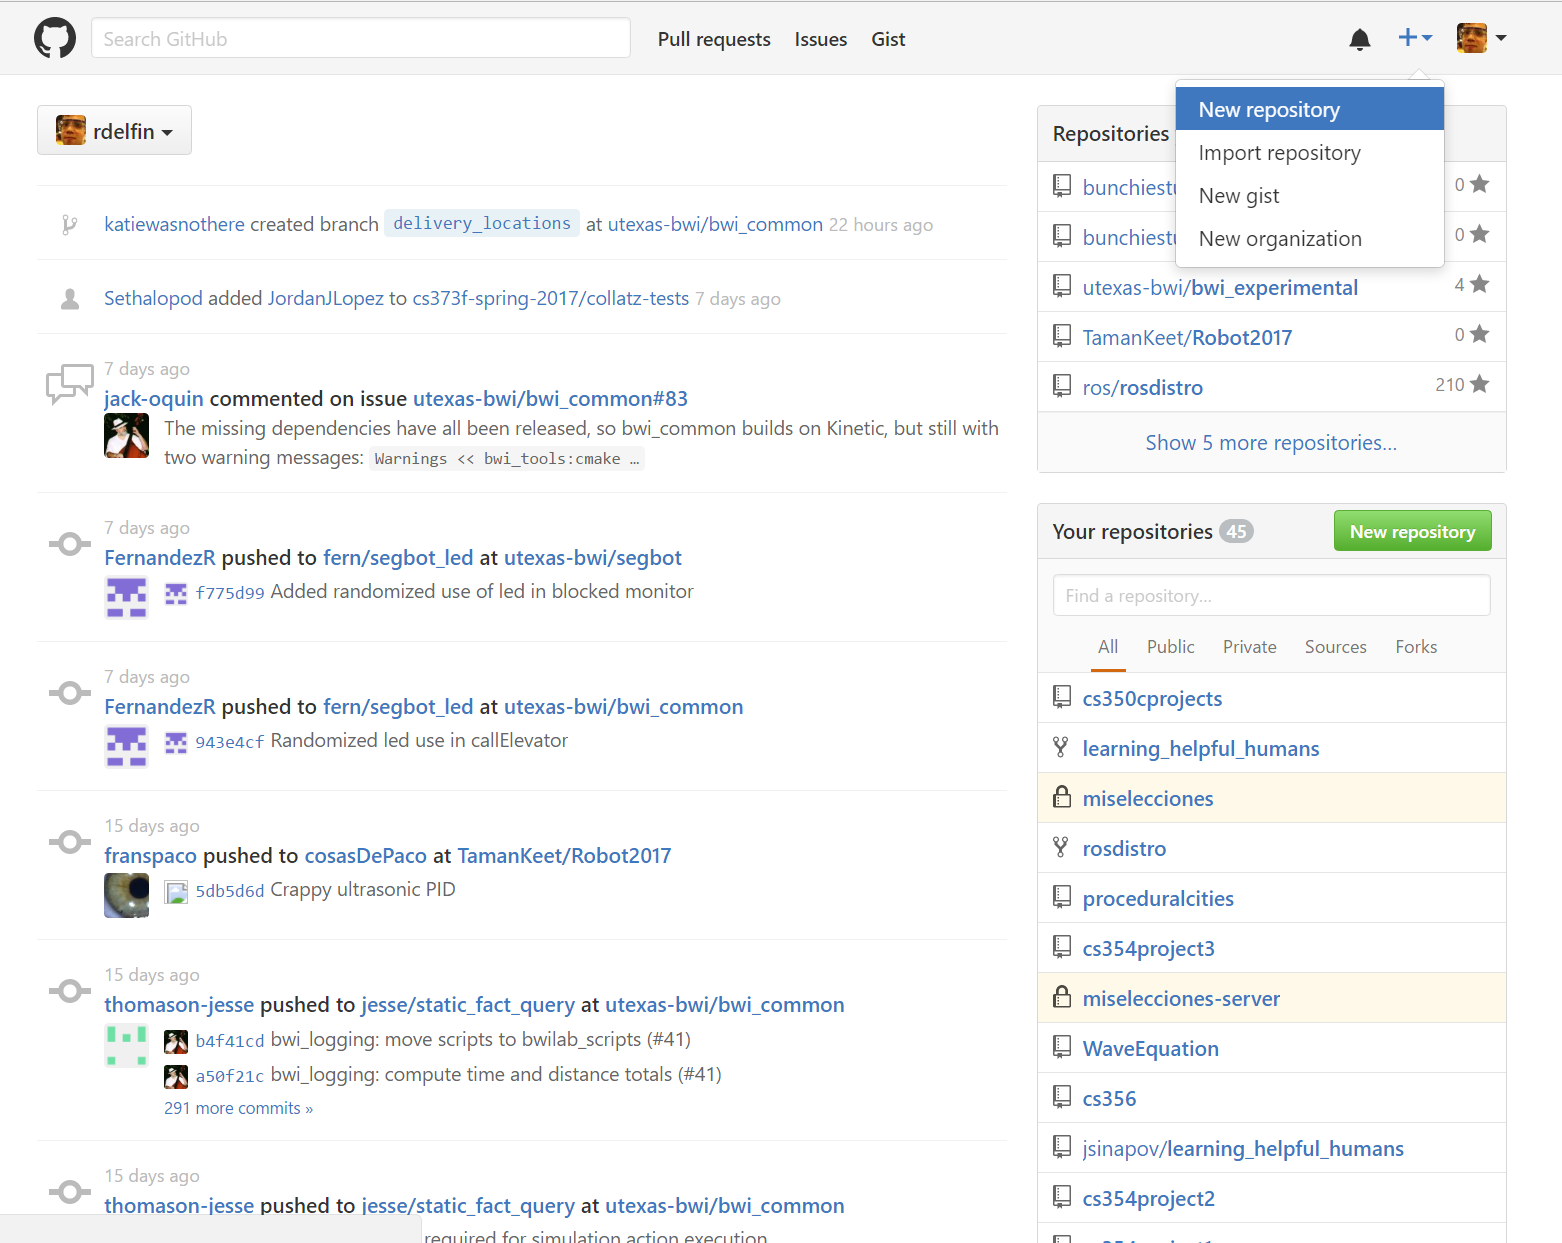 Search GitHub
Pull requests Issues Gist
New repository
Import repository
New gist
New organization
rdelfin
katiewasnothere created branch delivery_locations at utexas-bwi/bwi_common 22 hours ago
Sethalopod added JordanJLopez to cs373f-spring-2017/collatz-tests 7 days ago
7 days ago
jack-oquin commented on issue utexas-bwi/bwi_common#83
The missing dependencies have all been released, so bwi_common builds on Kinetic, but still with
two warning messages: Warnings << bwi_tools:cmake …
7 days ago
FernandezR pushed to fern/segbot_led at utexas-bwi/segbot
f775d99 Added randomized use of led in blocked monitor
7 days ago
FernandezR pushed to fern/segbot_led at utexas-bwi/bwi_common
943e4cf Randomized led use in callElevator
15 days ago
franspaco pushed to cosasDePaco at TamanKeet/Robot2017
5db5d6d Crappy ultrasonic PID
15 days ago
thomason-jesse pushed to jesse/static_fact_query at utexas-bwi/bwi_common
b4f41cd bwi_logging: move scripts to bwilab_scripts (#41)
a50f21c bwi_logging: compute time and distance totals (#41)
291 more commits »
15 days ago
thomason-jesse pushed to jesse/static_fact_query at utexas-bwi/bwi_common
required for simulation action execution
Repositories
bunchiestu 0
bunchiestu 0
utexas-bwi/bwi_experimental 4
TamanKeet/Robot2017 0
ros/rosdistro 210
Show 5 more repositories…
Your repositories 45 New repository
Find a repository…
All Public Private Sources Forks
cs350cprojects
learning_helpful_humans
miselecciones
rosdistro
proceduralcities
cs354project3
miselecciones-server
WaveEquation
cs356
jsinapov/learning_helpful_humans
cs354project2